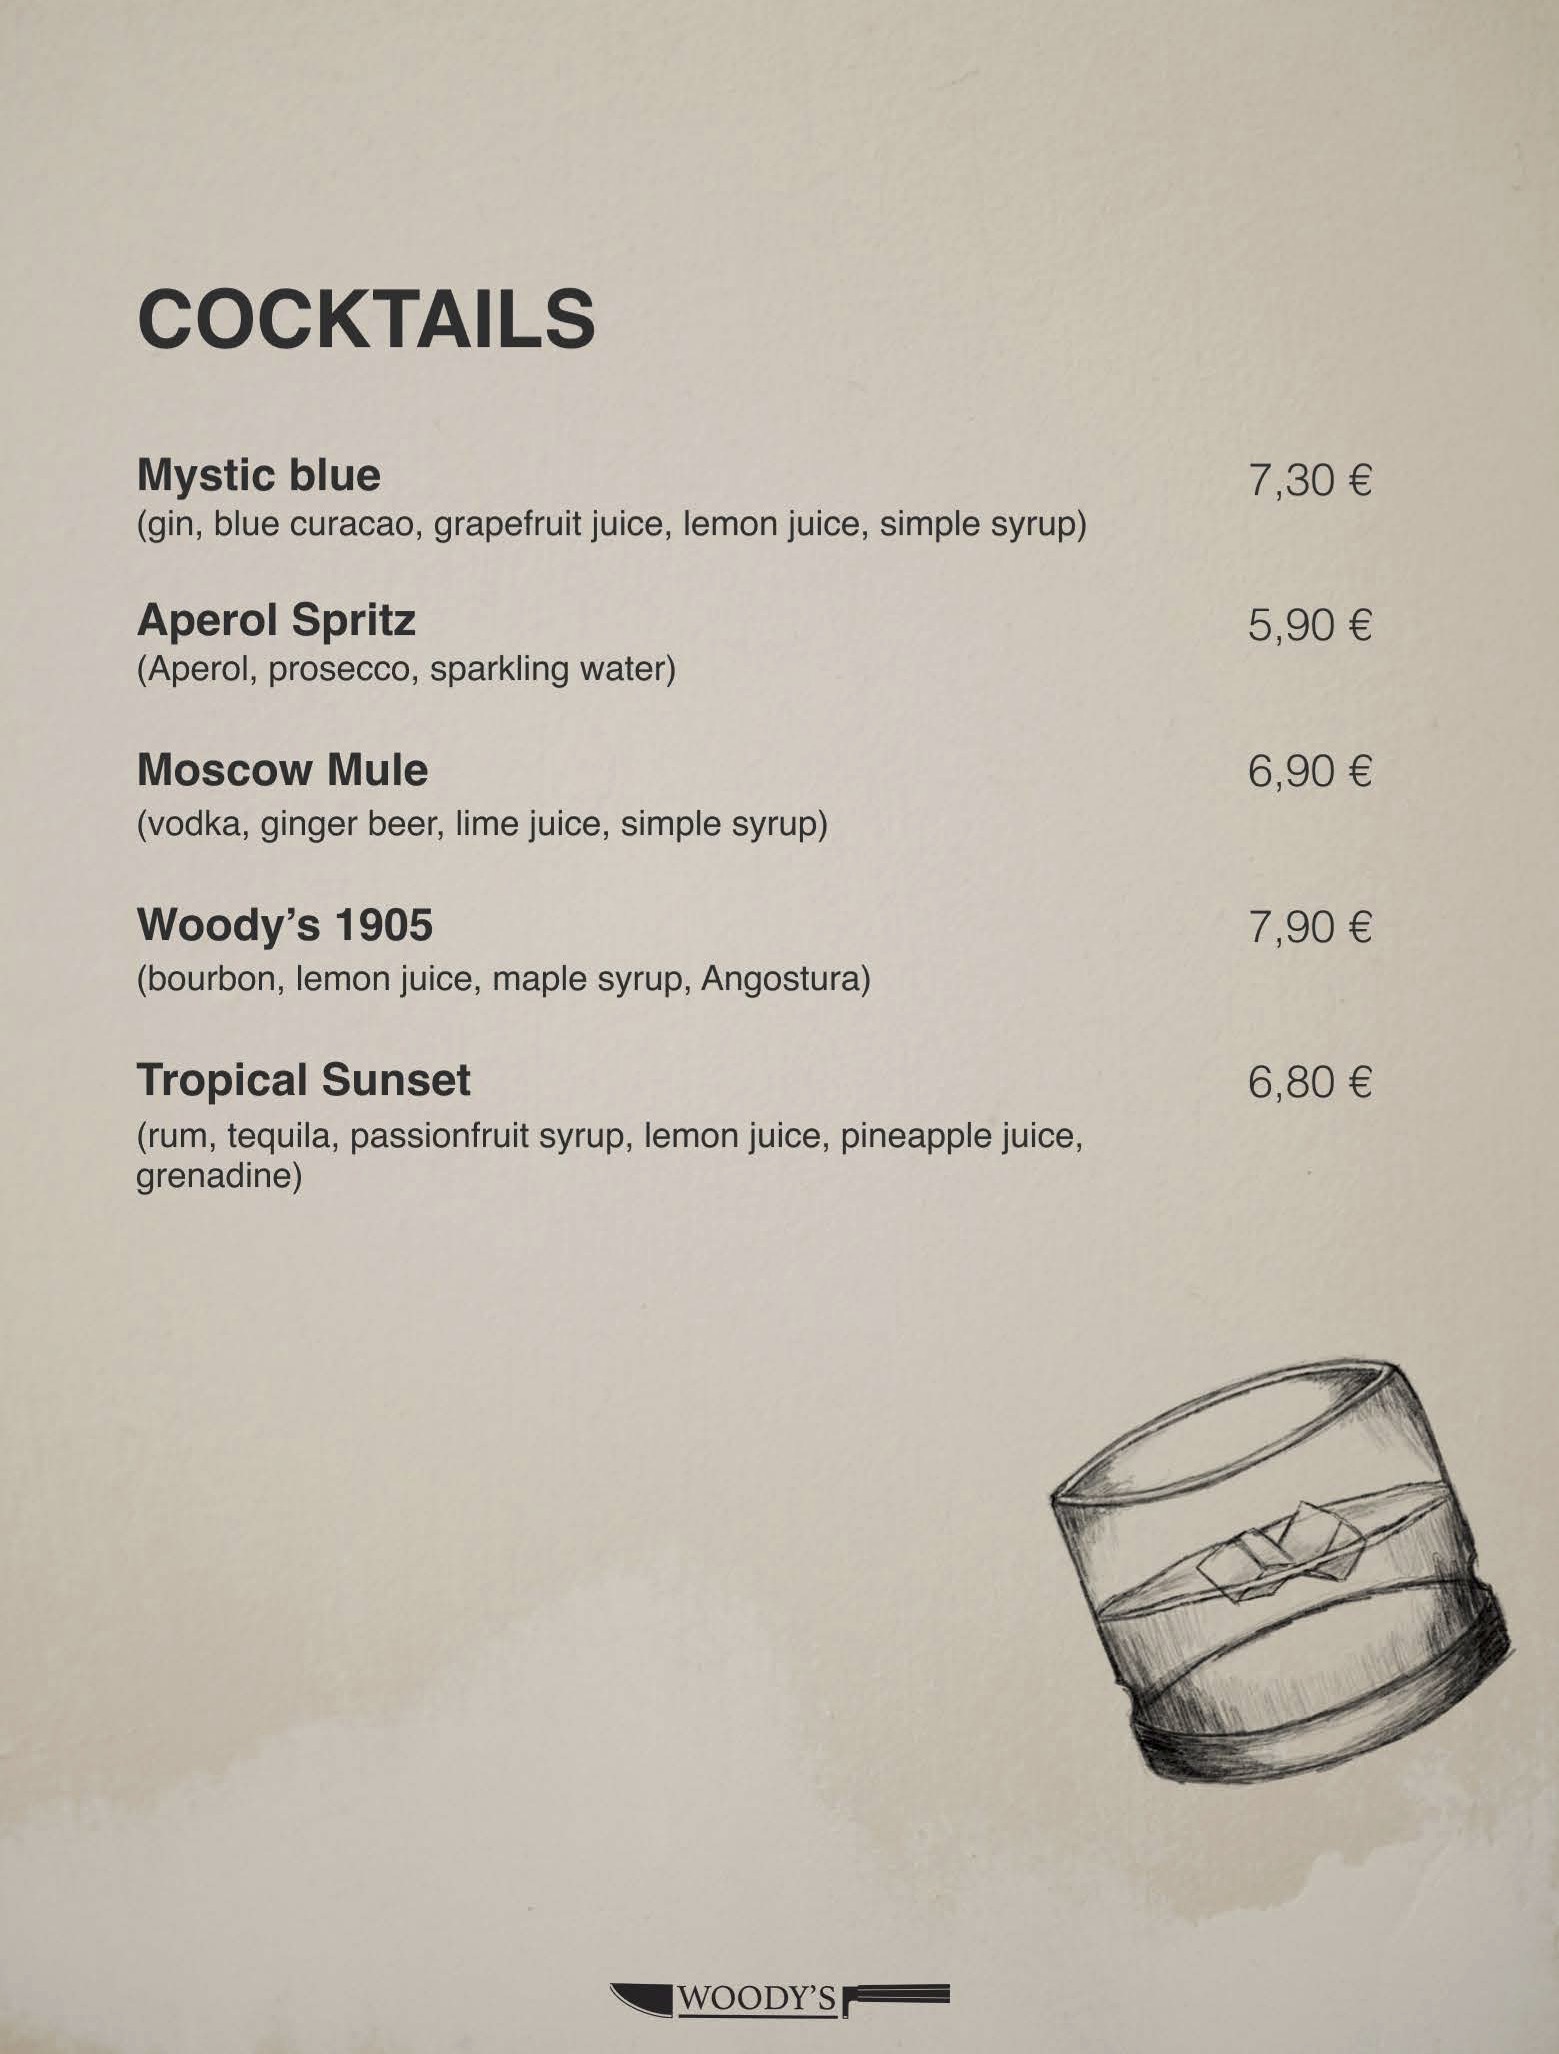 COCKTAILS
Mystic blue 7,30 €
(gin, blue curacao, grapefruit juice, lemon juice, simple syrup)
Aperol Spritz 5,90 €
(Aperol, prosecco, sparkling water)
Moscow Mule 6,90 €
(vodka, ginger beer, lime juice, simple syrup)
Woody’s 1905 7,90 €
(bourbon, lemon juice, maple syrup, Angostura)
Tropical Sunset 6,80 €
(rum, tequila, passionfruit syrup, lemon juice, pineapple juice,
grenadine)
WOODY’S